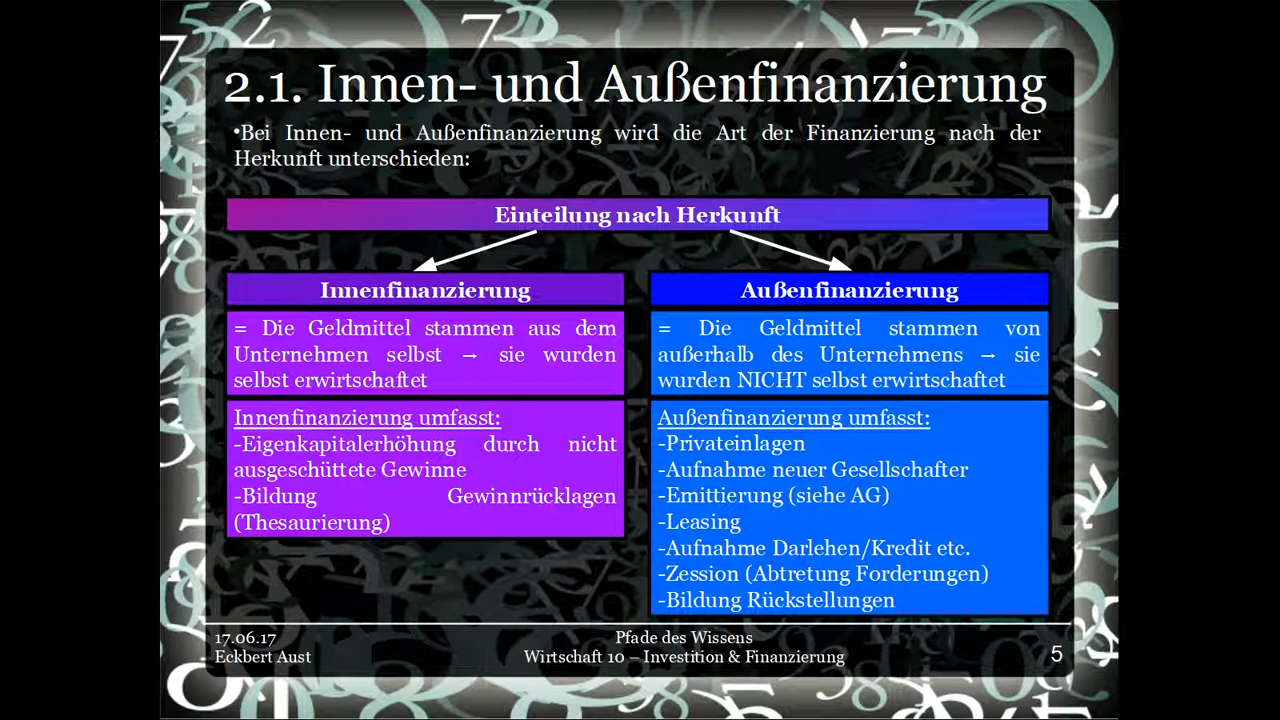 2.1. Innen- und Außenfinanzierung
•Bei Innen- und Außenfinanzierung wird die Art der Finanzierung nach der
Herkunft unterschieden:
Einteilung nach Herkunft
Innenfinanzierung
= Die Geldmittel stammen aus dem
Unternehmen selbst → sie wurden
selbst erwirtschaftet
Innenfinanzierung umfasst:
-Eigenkapitalerhöhung durch nicht
ausgeschüttete Gewinne
-Bildung Gewinnrücklagen
(Thesaurierung)
Außenfinanzierung
= Die Geldmittel stammen von
außerhalb des Unternehmens → sie
wurden NICHT selbst erwirtschaftet
Außenfinanzierung umfasst:
-Privateinlagen
-Aufnahme neuer Gesellschafter
-Emittierung (siehe AG)
-Leasing
-Aufnahme Darlehen/Kredit etc.
-Zession (Abtretung Forderungen)
-Bildung Rückstellungen
17.06.17
Eckbert Aust
Pfade des Wissens
Wirtschaft 10 – Investition & Finanzierung
5